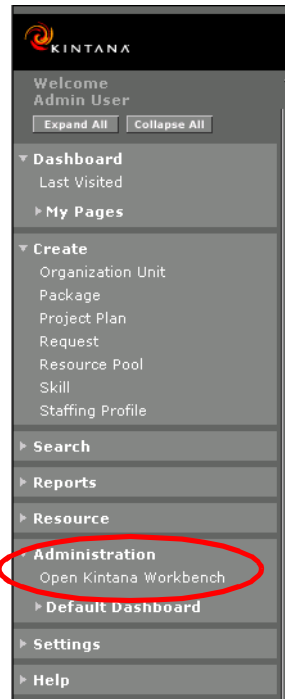 KINTANA
Welcome
Admin User
Expand All Collapse All
Dashboard
Last Visited
My Pages
Create
Organization Unit
Package
Project Plan
Request
Resource Pool
Skill
Staffing Profile
Search
Reports
Resource
Administration
Open Kintana Workbench
Default Dashboard
Settings
Help